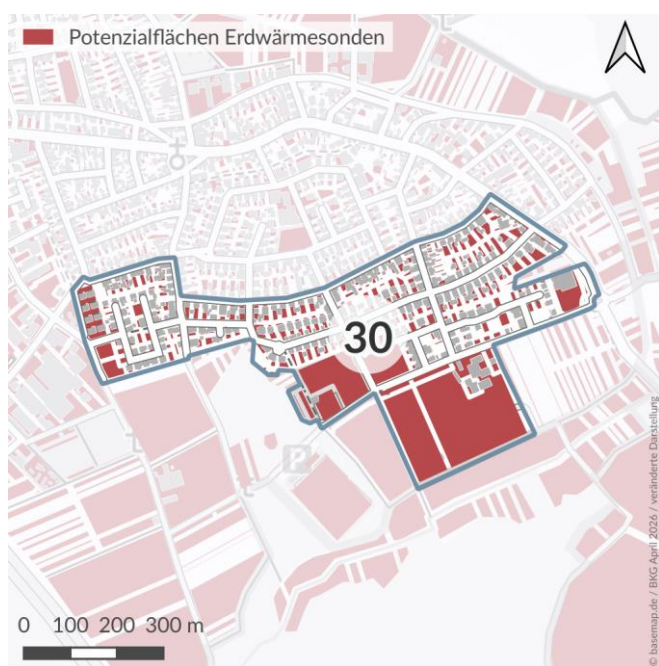 Potenzialflächen Erdwärmesonden
30
P
0 100 200 300 m
© basemap.de / BKG April 2026 / veränderte Darstellung